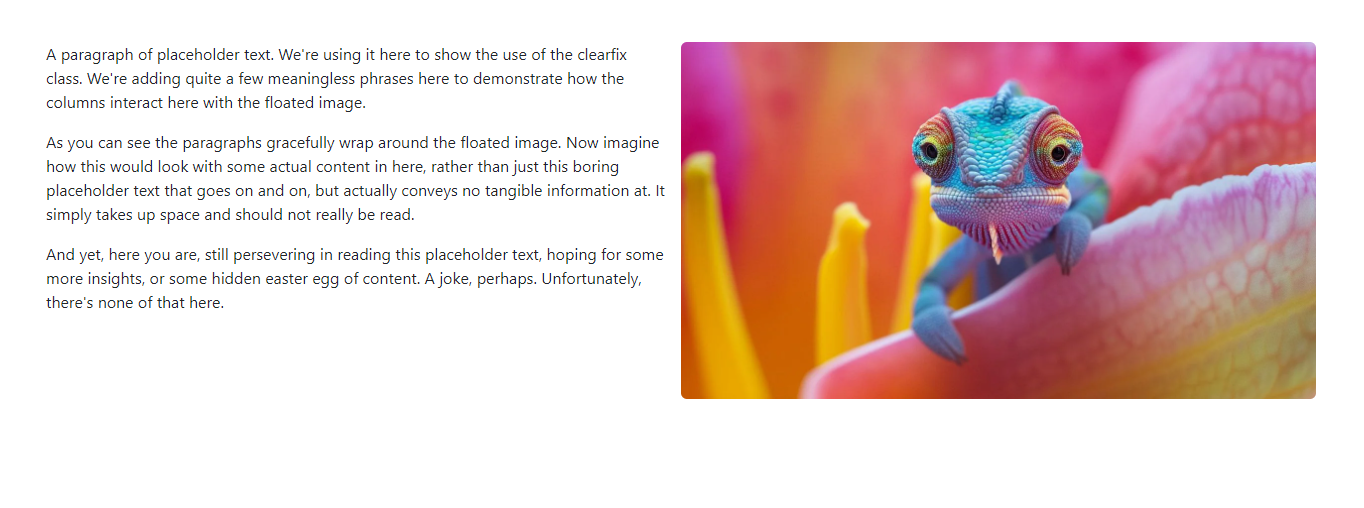 A paragraph of placeholder text. We're using it here to show the use of the clearfix
class. We're adding quite a few meaningless phrases here to demonstrate how the
columns interact here with the floated image.
As you can see the paragraphs gracefully wrap around the floated image. Now imagine
how this would look with some actual content in here, rather than just this boring
placeholder text that goes on and on, but actually conveys no tangible information at. It
simply takes up space and should not really be read.
And yet, here you are, still persevering in reading this placeholder text, hoping for some
more insights, or some hidden easter egg of content. A joke, perhaps. Unfortunately,
there's none of that here.